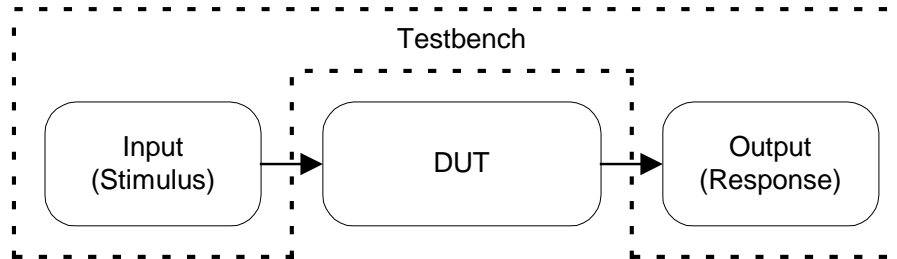 Testbench
Input
(Stimulus)
DUT
Output
(Response)